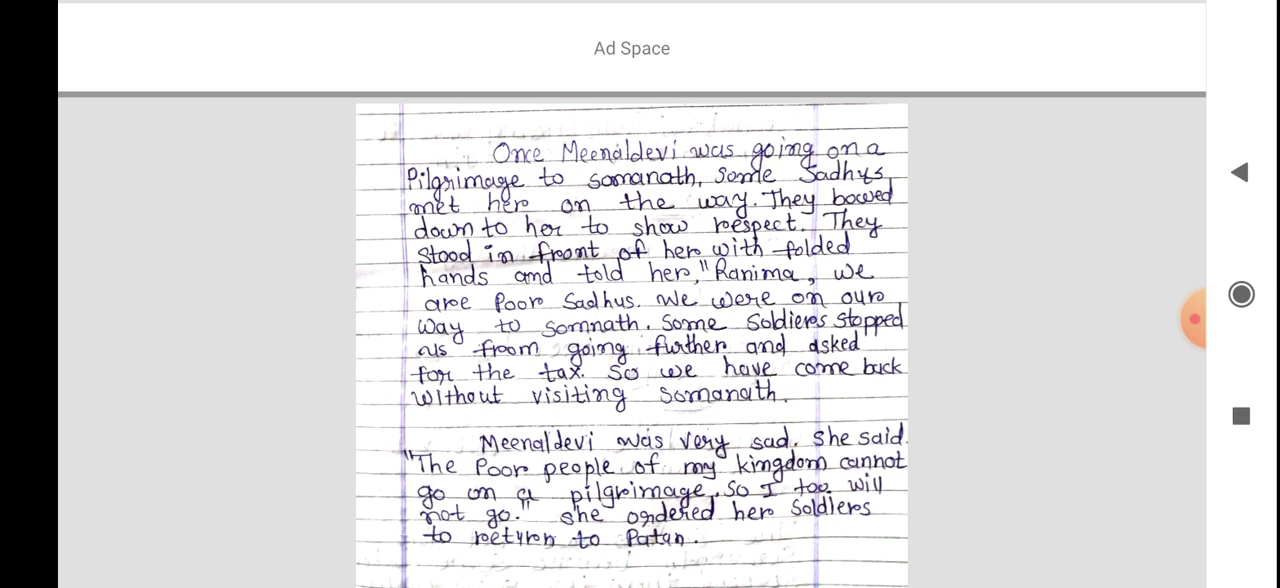 Ad Space
Once Meenaldevi was going on a
Pilgrimage to somanath, some Sadhus
met her on the way. They bowed
down to her to show respect. They
stood in front of her with folded
hands and told her, "Ranima, we
are Poor Sadhus. We were on our
way to Somnath. Some Soldiers stopped
us from going further and asked
for the tax. So we have come back
without visiting Somanath.
Meenaldevi was very sad. She said
"The Poor people of my kingdom cannot
go on a pilgrimage, so I too will
not go." she ordered her Soldiers
to return to Patan.